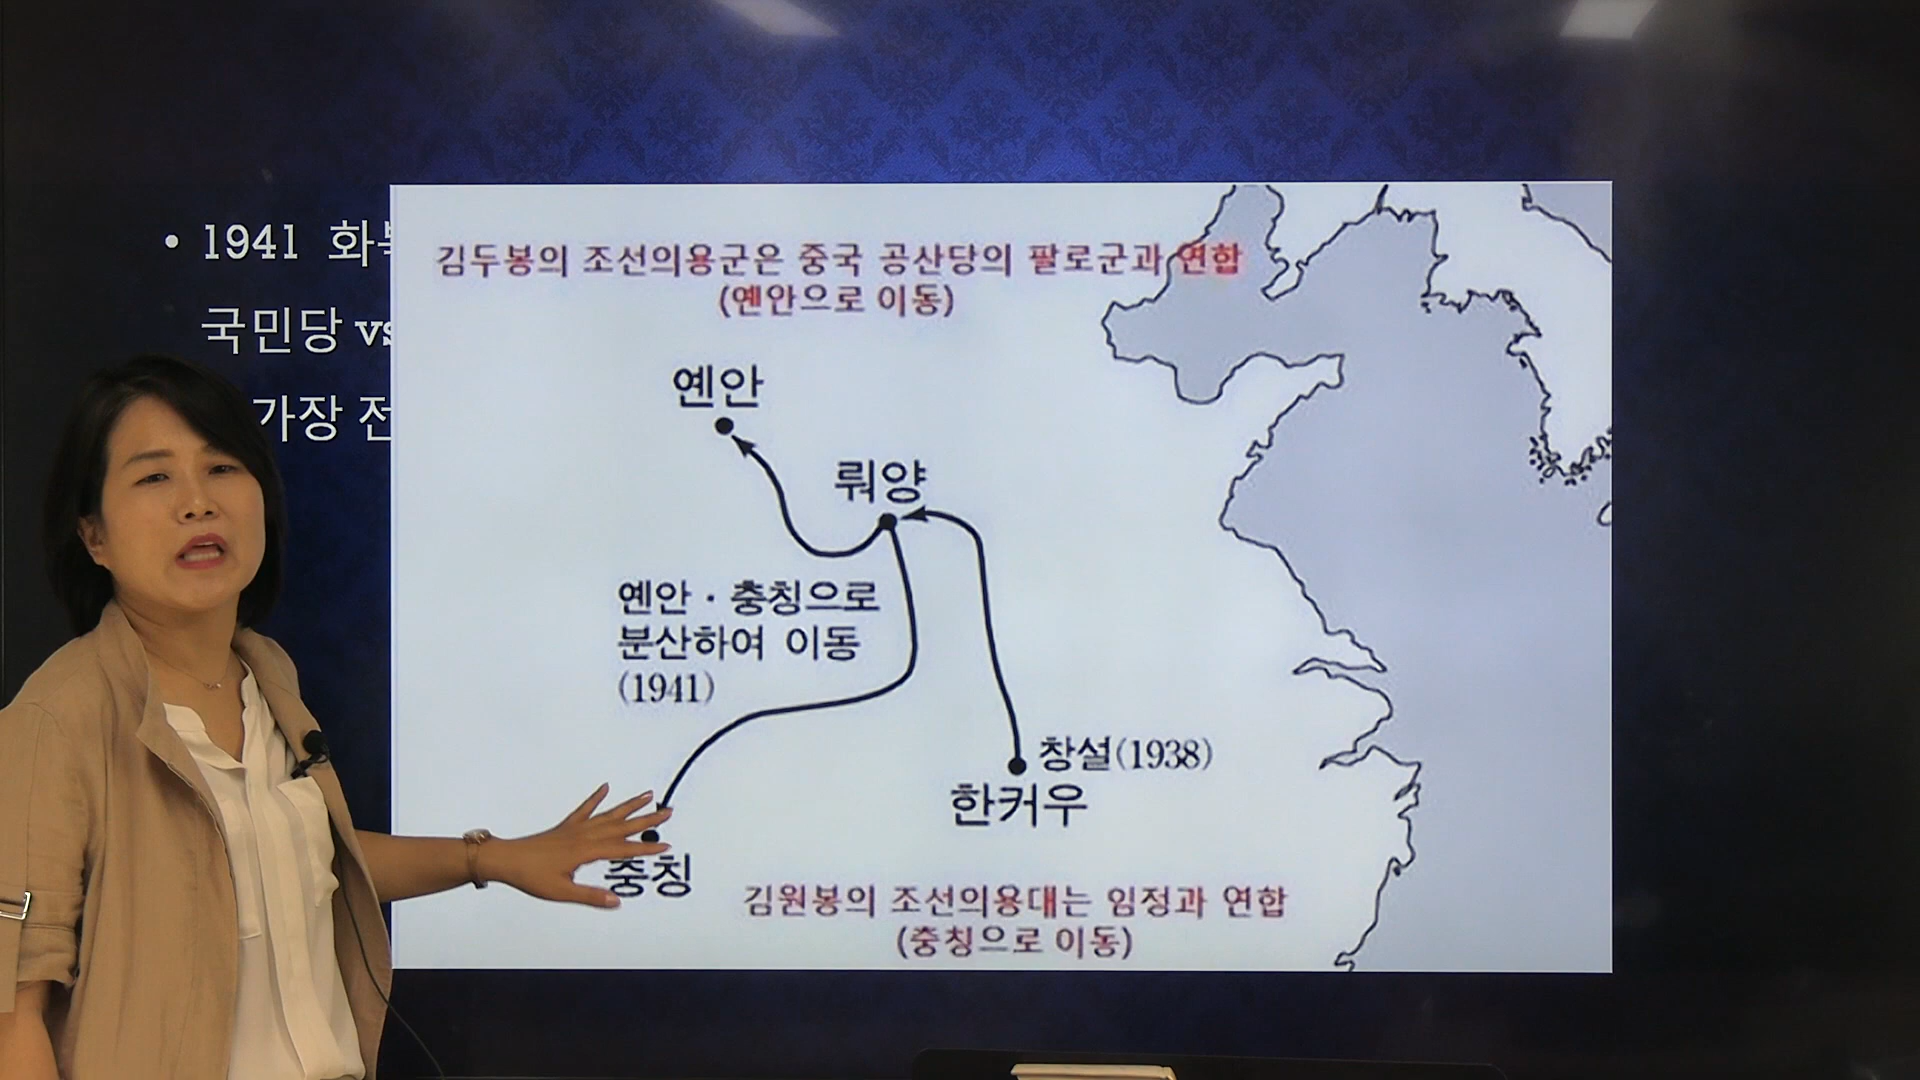 • 1941 화
국민당 vs
가장 전
김두봉의 조선의용군은 중국 공산당의 팔로군과 연합
(옌안으로 이동)
옌안
뤄양
옌안 · 충칭으로
분산하여 이동
(1941)
창설(1938)
한커우
충칭
김원봉의 조선의용대는 임정과 연합
(충칭으로 이동)